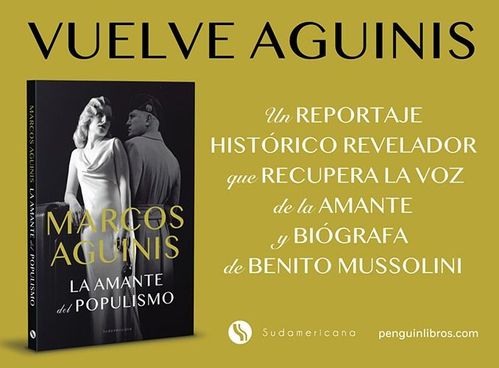 VUELVE AGUINIS
MARCOS AGUINIS LA AMANTE del POPULISMO
MARCOS
AGUINIS
LA AMANTE
del POPULISMO
Sudamericana
Un REPORTAJE
HISTÓRICO REVELADOR
que RECUPERA LA VOZ
de la AMANTE
y BIÓGRAFA
de BENITO MUSSOLINI
Sudamericana
penguinlibros.com